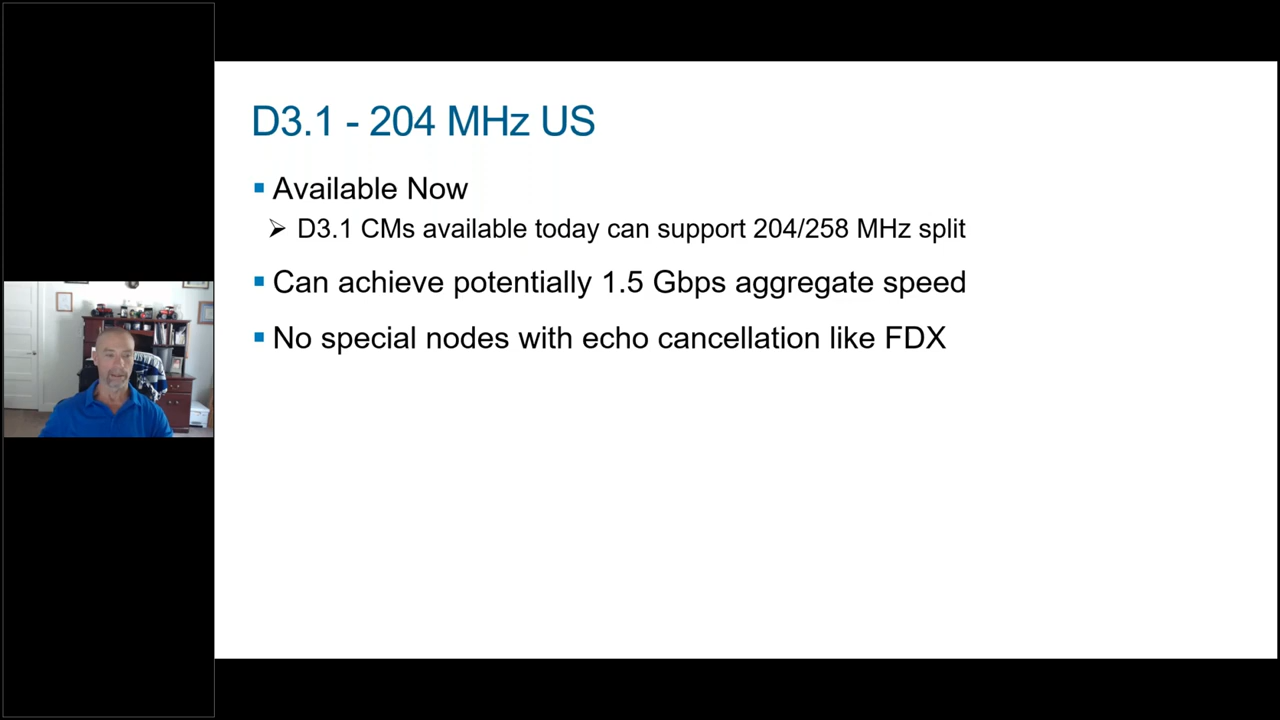 D3.1 - 204 MHz US
▪ Available Now
➢ D3.1 CMs available today can support 204/258 MHz split
▪ Can achieve potentially 1.5 Gbps aggregate speed
▪ No special nodes with echo cancellation like FDX